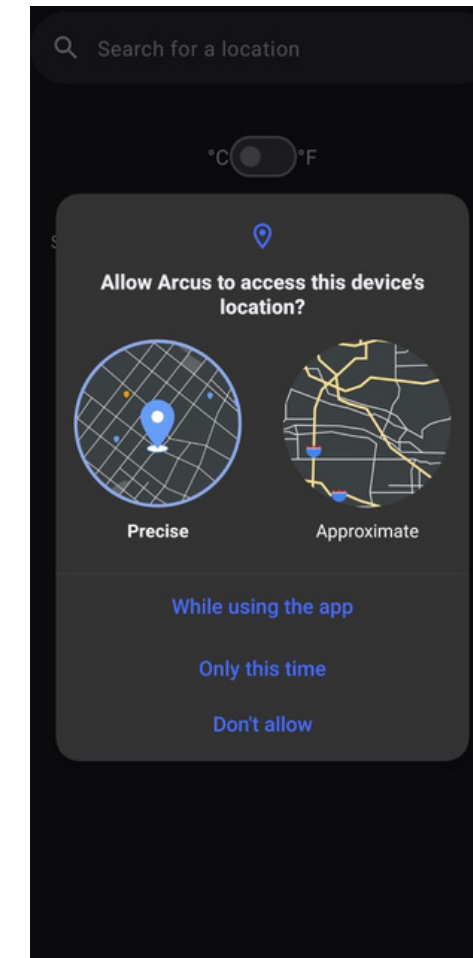 Search for a location
°C °F
S
Allow Arcus to access this device's
location?
Precise Approximate
While using the app
Only this time
Don't allow